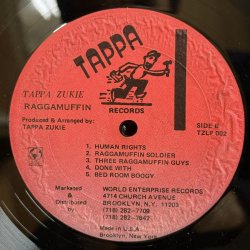 TAPPA
RECORDS
TAPPA ZUKIE
RAGGAMUFFIN
Produced & Arranged by:
TAPPA ZUKIE
SIDE B
TZLP 002
1. HUMAN RIGHTS
2. RAGGAMUFFIN SOLDIER
3. THREE RAGGAMUFFIN GUYS
4. DONE WITH
5. BED ROOM BOOGY
Marketed
&
Distributed
by
WORLD ENTERPRISE RECORDS
4714 CHURCH AVENUE
BROOKLYN, N.Y. 11203
(718) 282-7709
(718) 282-7712
Made in U.S.A.
Brooklyn, New York